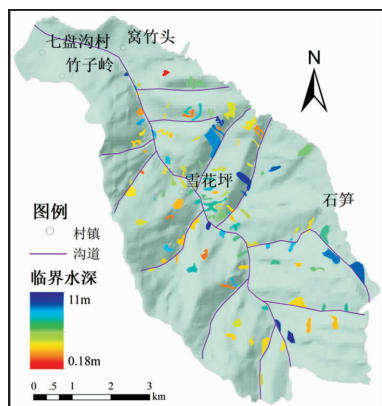 窝竹头
七盘沟村
竹子岭
N
雪花坪
石笋
图例
村镇
沟道
临界水深
11m
0.18m
0 .5 1 2 3
km